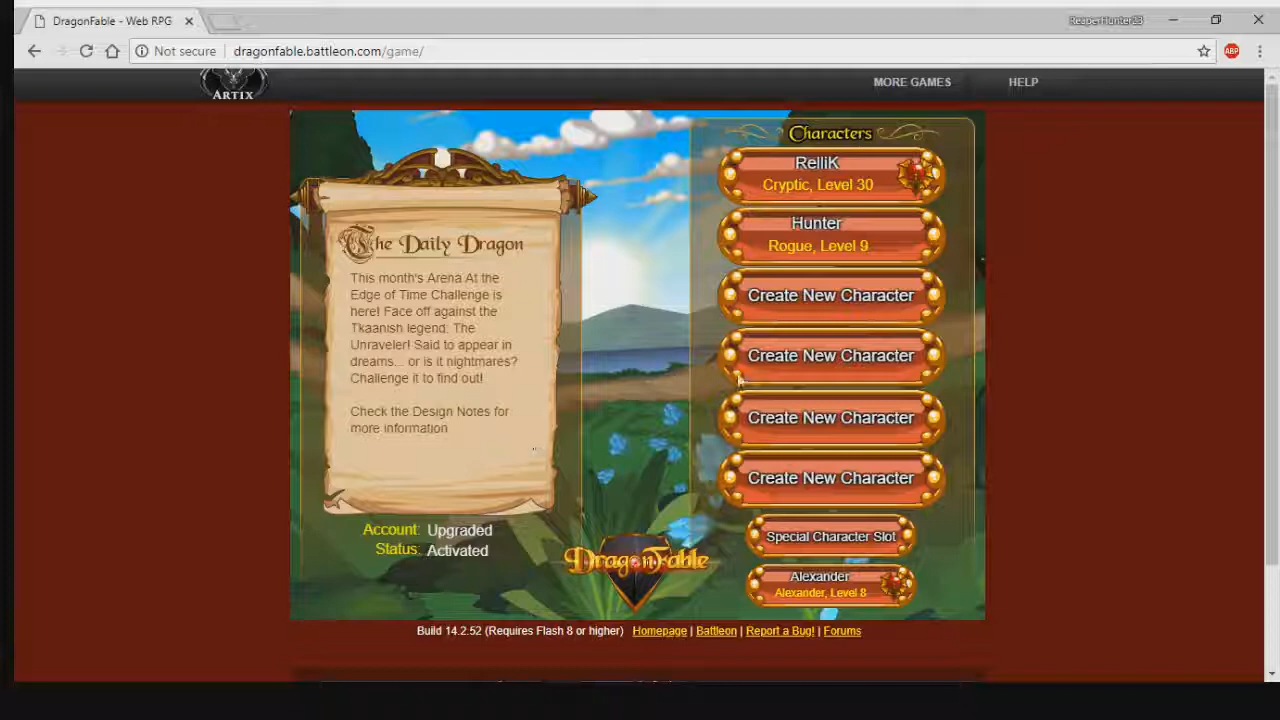 DragonFable - Web RPG
ReaperHunter23
Not secure
dragonfable.battleon.com/game/
ABP
ARTIX
MORE GAMES
HELP
The Daily Dragon
This month's Arena At the
Edge of Time Challenge is
here! Face off against the
Tkaanish legend. The
Unraveler! Said to appear in
dreams... or is it nightmares?
Challenge it to find out!
Check the Design Notes for
more information
Account: Upgraded
Status: Activated
DragonFable
Characters
RelliK
Cryptic, Level 30
Hunter
Rogue, Level 9
Create New Character
Create New Character
Create New Character
Create New Character
Special Character Slot
Alexander
Alexander, Level 8
Build 14.2.52 (Requires Flash 8 or higher) Homepage | Battleon | Report a Bug! | Forums